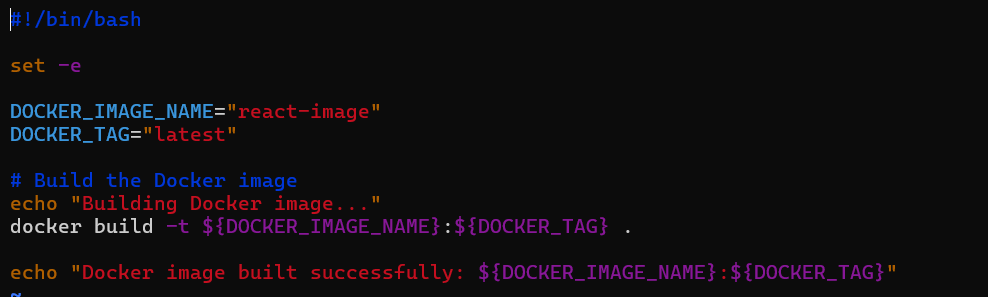 #!/bin/bash
set -e
DOCKER_IMAGE_NAME="react-image"
DOCKER_TAG="latest"
# Build the Docker image
echo "Building Docker image..."
docker build -t ${DOCKER_IMAGE_NAME}:${DOCKER_TAG} .
echo "Docker image built successfully: ${DOCKER_IMAGE_NAME}:${DOCKER_TAG}"
~